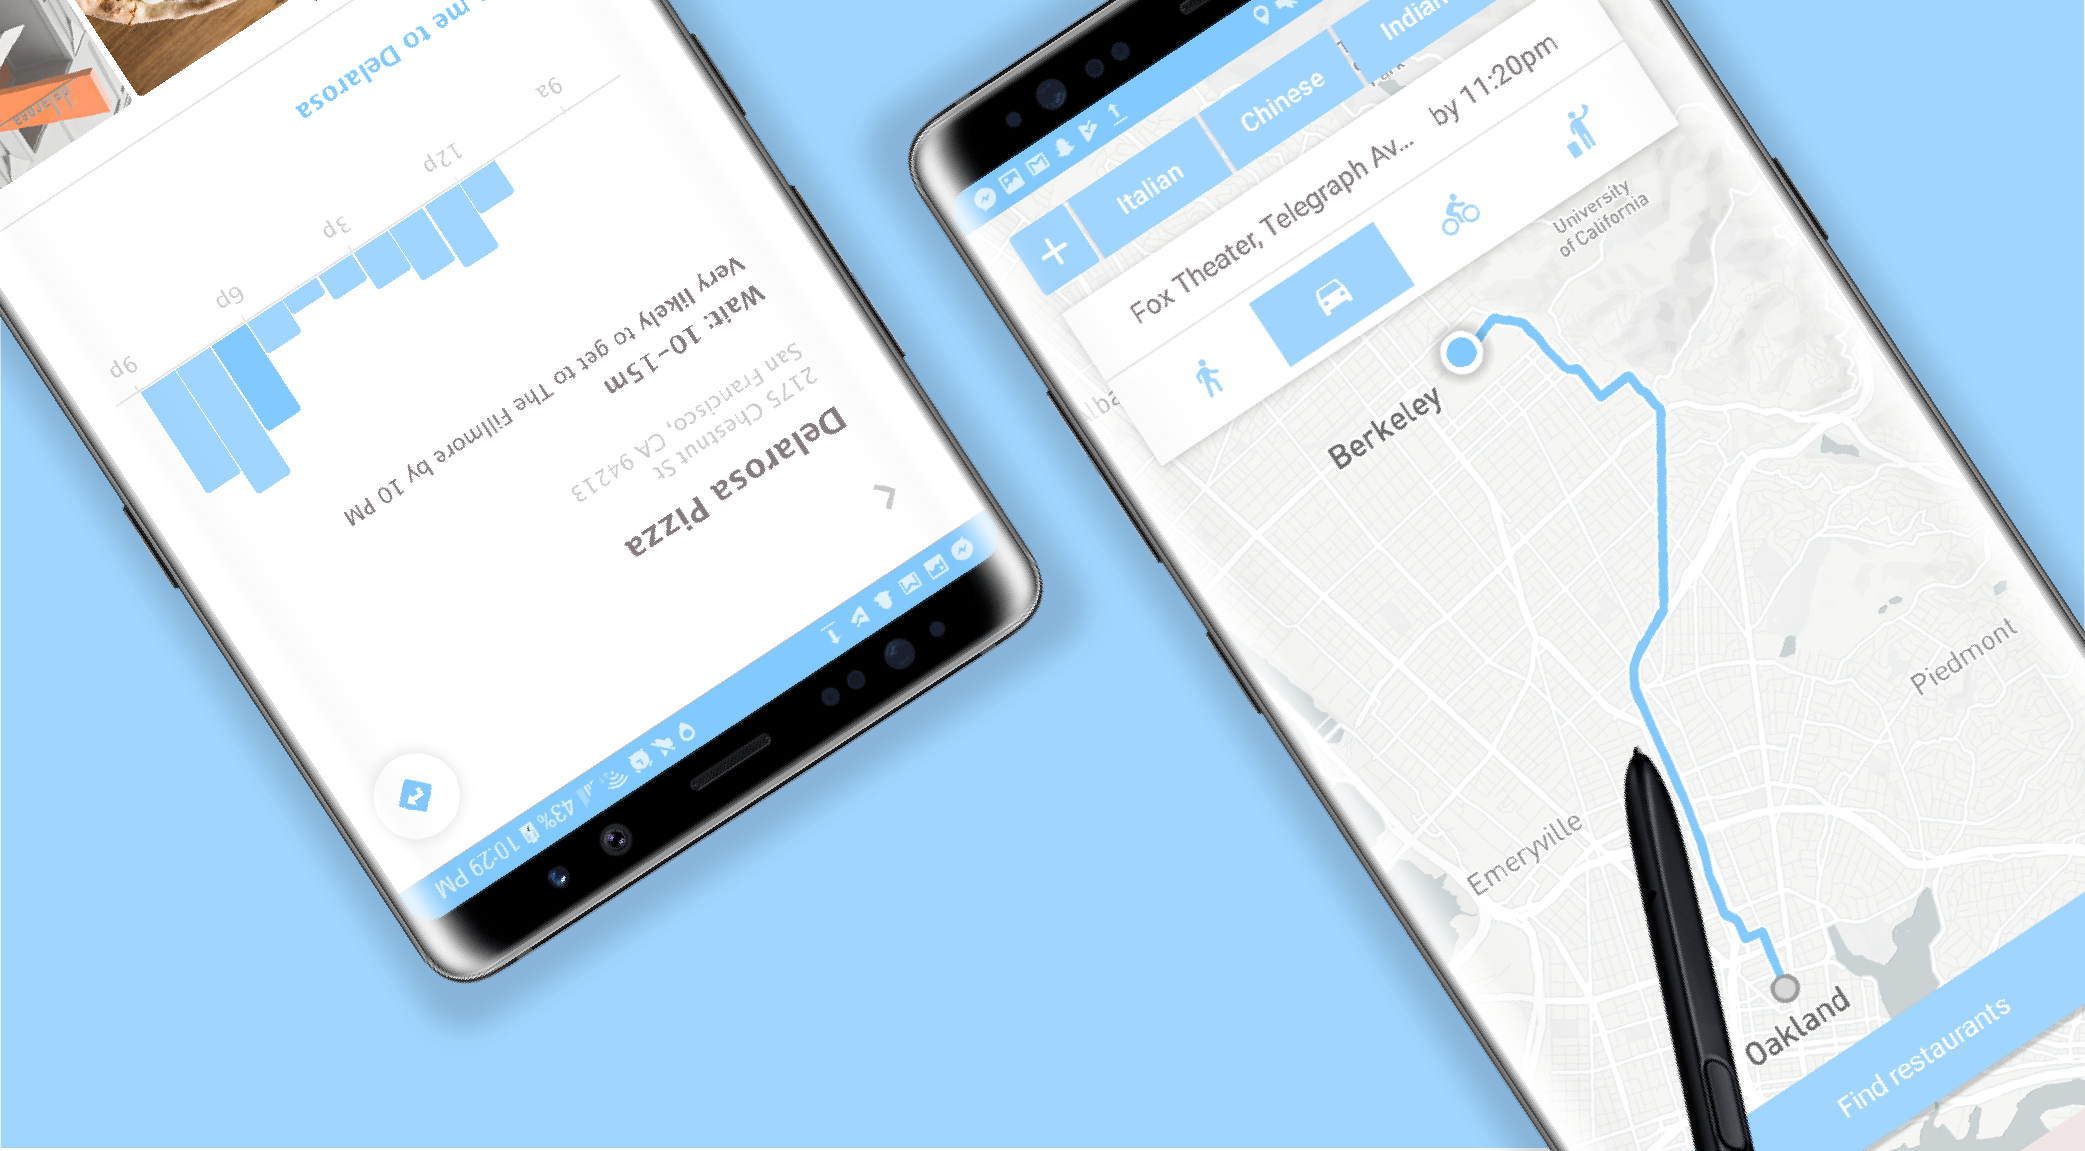 10:29 PM
43%
Delarosa Pizza
2175 Chestnut St
San Francisco, CA 94213
Wait: 10–15m
Very likely to get to The Fillmore by 10 PM
9a
12p
3p
6p
9p
me to Delarosa
delarosa
Italian
Chinese
Indian
Fox Theater, Telegraph Av... by 11:20pm
University
of California
Berkeley
Piedmont
Emeryville
Oakland
Find restaurants